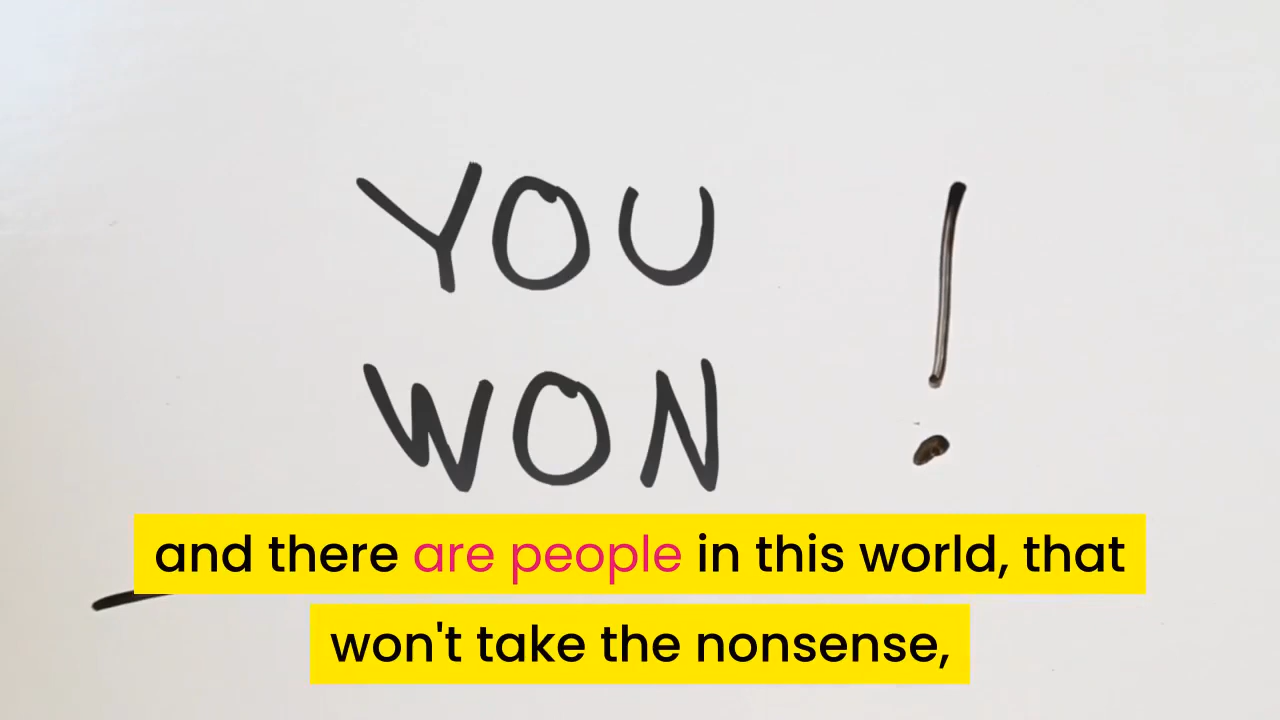 YOU
WON !
and there are people in this world, that
won't take the nonsense,